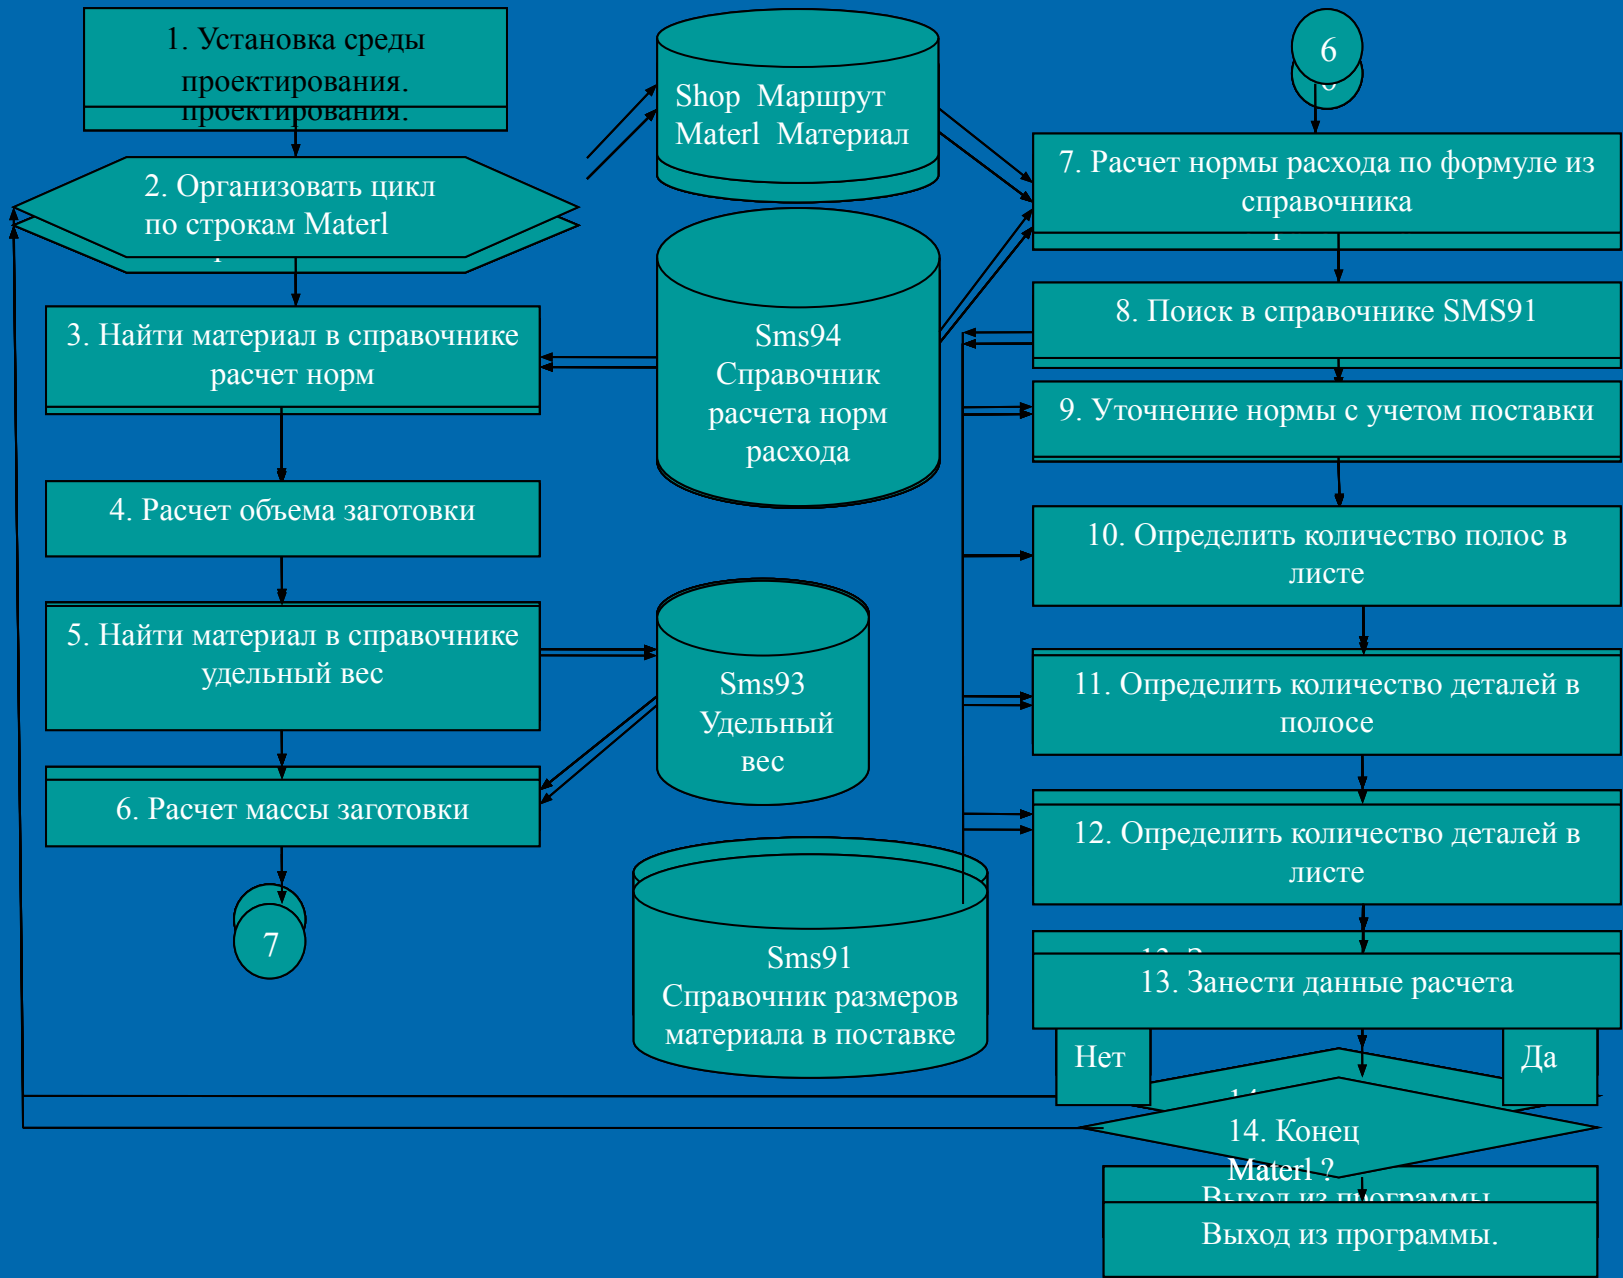 1. Установка среды
проектирования.
проектирования.
2. Организовать цикл
по строкам Materl
3. Найти материал в справочнике
расчет норм
4. Расчет объема заготовки
5. Найти материал в справочнике
удельный вес
6. Расчет массы заготовки
7
Shop Маршрут
Materl Материал
Sms94
Справочник
расчета норм
расхода
Sms93
Удельный
вес
Sms91
Справочник размеров
материала в поставке
6
7. Расчет нормы расхода по формуле из
справочника
8. Поиск в справочнике SMS91
9. Уточнение нормы с учетом поставки
10. Определить количество полос в
листе
11. Определить количество деталей в
полосе
12. Определить количество деталей в
листе
13. Занести данные расчета
Нет
Да
14. Конец
Materl ?
Выход из программы
Выход из программы.